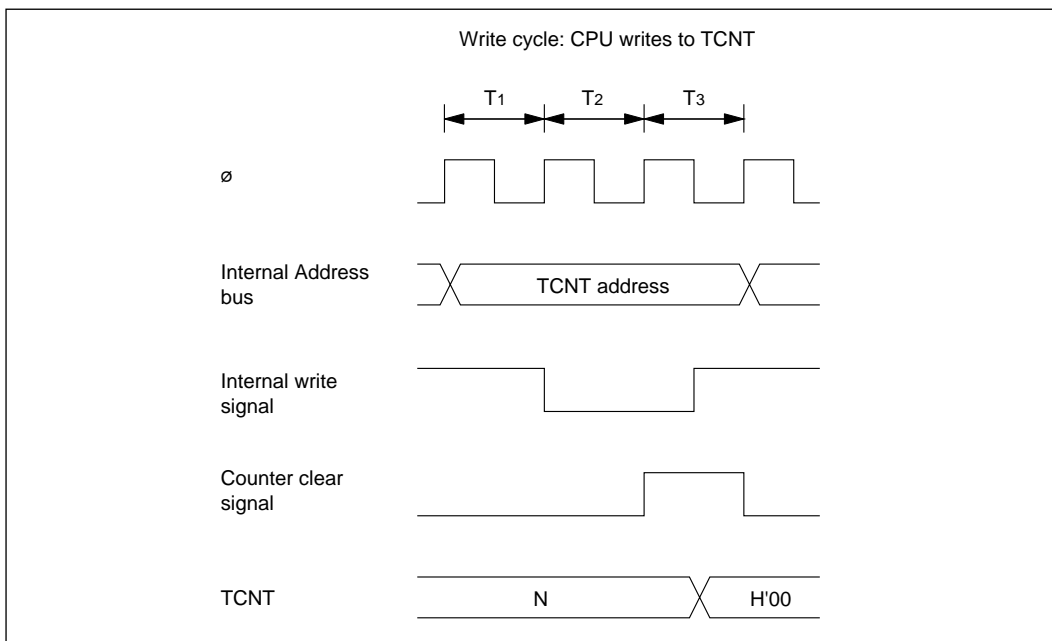 Write cycle: CPU writes to TCNT
T1 T2 T3
ø
Internal Address
bus
TCNT address
Internal write
signal
Counter clear
signal
TCNT
N
H'00